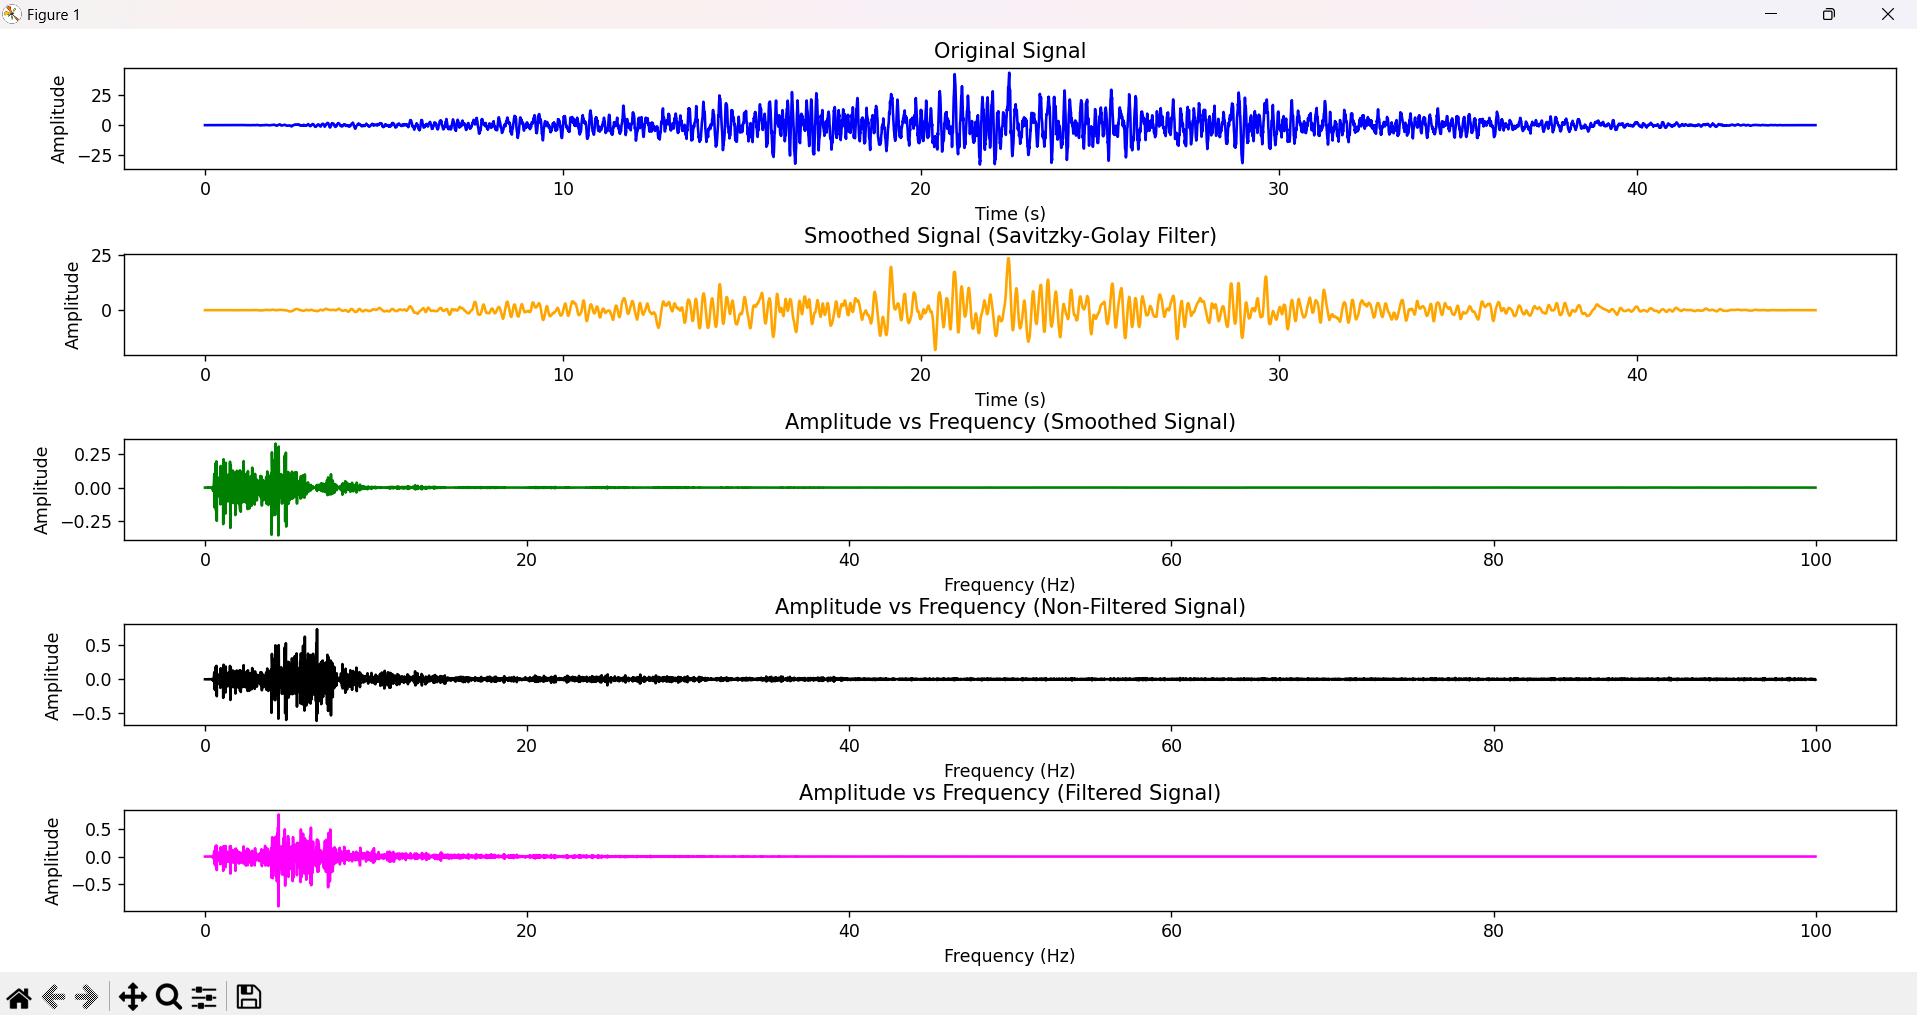 Figure 1
Original Signal
Amplitude
25
0
−25
0 10 20 30 40
Time (s)
Smoothed Signal (Savitzky-Golay Filter)
Amplitude
25
0
0 10 20 30 40
Time (s)
Amplitude vs Frequency (Smoothed Signal)
Amplitude
0.25
0.00
−0.25
0 20 40 60 80 100
Frequency (Hz)
Amplitude vs Frequency (Non-Filtered Signal)
Amplitude
0.5
0.0
−0.5
0 20 40 60 80 100
Frequency (Hz)
Amplitude vs Frequency (Filtered Signal)
Amplitude
0.5
0.0
−0.5
0 20 40 60 80 100
Frequency (Hz)